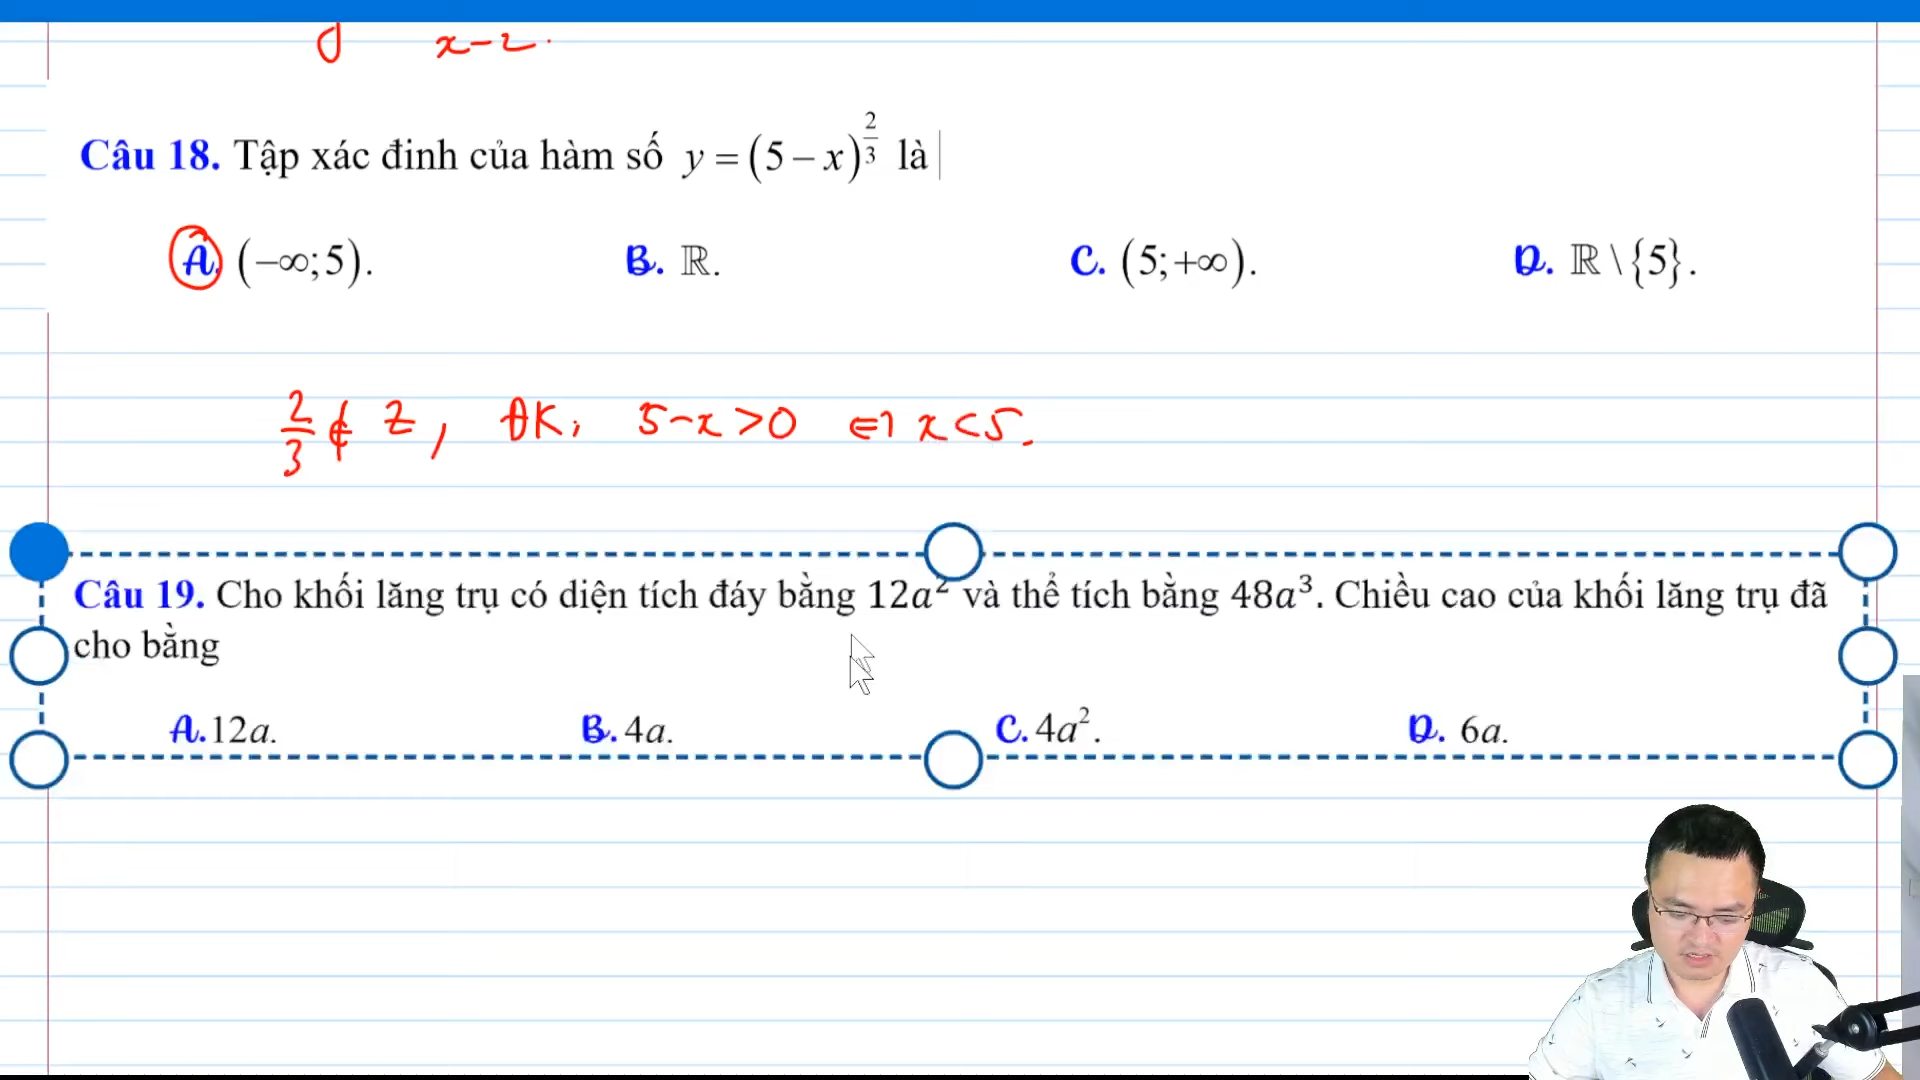 x-2.
Câu 18. Tập xác đinh của hàm số y = (5 − x)^{2/3} là
A. (−∞;5).
B. ℝ.
C. (5;+∞).
D. ℝ \ {5}.
2/3 ∉ Z, ĐK: 5-x>0 ⇔ x<5.
Câu 19. Cho khối lăng trụ có diện tích đáy bằng 12a² và thể tích bằng 48a³. Chiều cao của khối lăng trụ đã
cho bằng
A. 12a.
B. 4a.
C. 4a².
D. 6a.